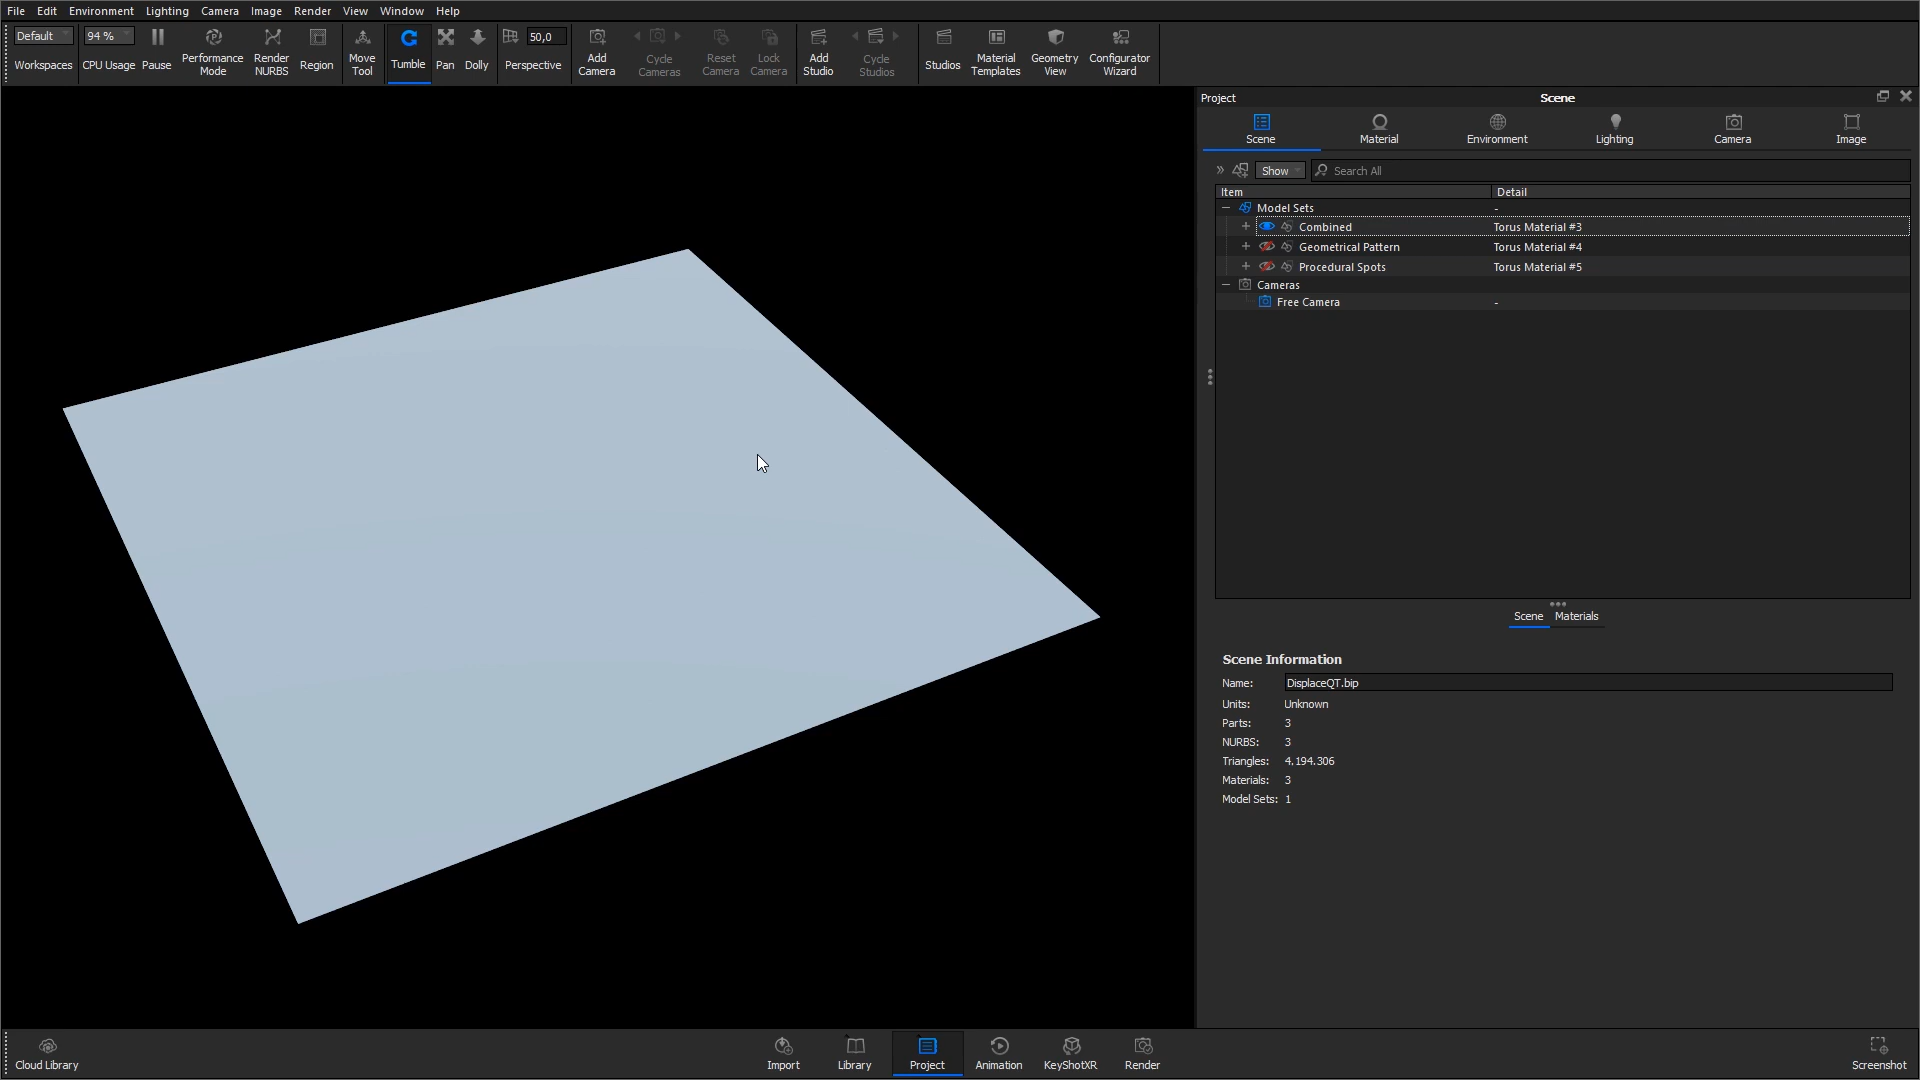 File Edit Environment Lighting Camera Image Render View Window Help
Default 94 % 50,0
Workspaces CPU Usage Pause Performance Mode Render NURBS Region Move Tool Tumble Pan Dolly Perspective Add Camera Cycle Cameras Reset Camera Lock Camera Add Studio Cycle Studios Studios Material Templates Geometry View Configurator Wizard
Project Scene
Scene Material Environment Lighting Camera Image
Show Search All
Item Detail
Model Sets -
Combined Torus Material #3
Geometrical Pattern Torus Material #4
Procedural Spots Torus Material #5
Cameras
Free Camera -
Scene Materials
Scene Information
Name: DisplaceQT.bip
Units: Unknown
Parts: 3
NURBS: 3
Triangles: 4.194.306
Materials: 3
Model Sets: 1
Cloud Library Import Library Project Animation KeyShotXR Render Screenshot